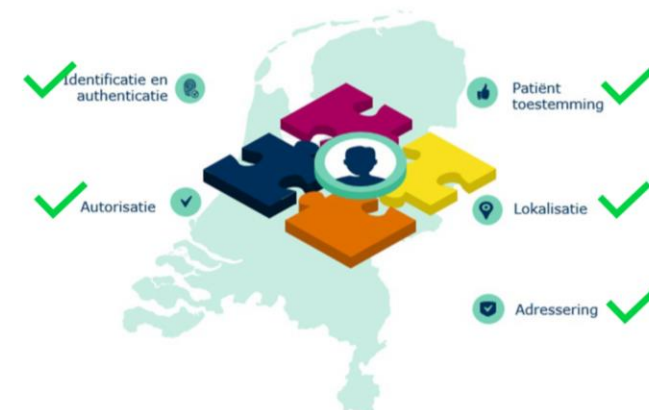 Identificatie en
authenticatie
Autorisatie
Patiënt
toestemming
Lokalisatie
Adressering